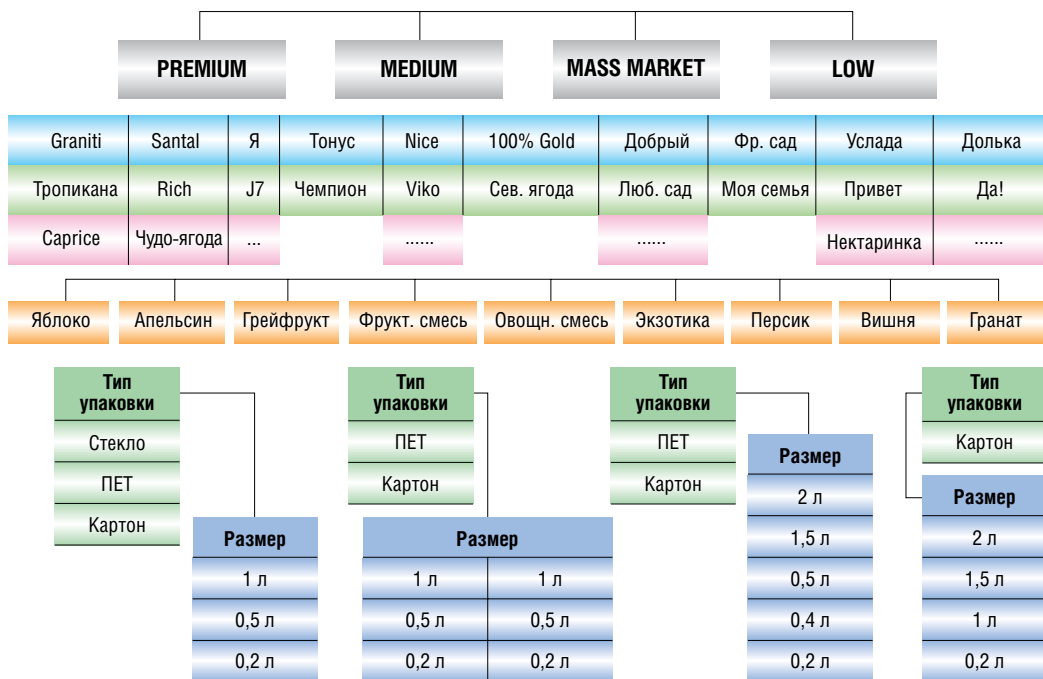 PREMIUM MEDIUM MASS MARKET LOW
Graniti Santal Я Тонус Nice 100% Gold Добрый Фр. сад Услада Долька
Тропикана Rich J7 Чемпион Viko Сев. ягода Люб. сад Моя семья Привет Да!
Caprice Чудо-ягода ... ...... ...... Нектаринка ......
Яблоко Апельсин Грейфрукт Фрукт. смесь Овощн. смесь Экзотика Персик Вишня Гранат
Тип
упаковки
Стекло
ПЕТ
Картон
Размер
1 л
0,5 л
0,2 л
Тип
упаковки
ПЕТ
Картон
Размер
1 л 1 л
0,5 л 0,5 л
0,2 л 0,2 л
Тип
упаковки
ПЕТ
Картон
Размер
2 л
1,5 л
0,5 л
0,4 л
0,2 л
Тип
упаковки
Картон
Размер
2 л
1,5 л
1 л
0,2 л